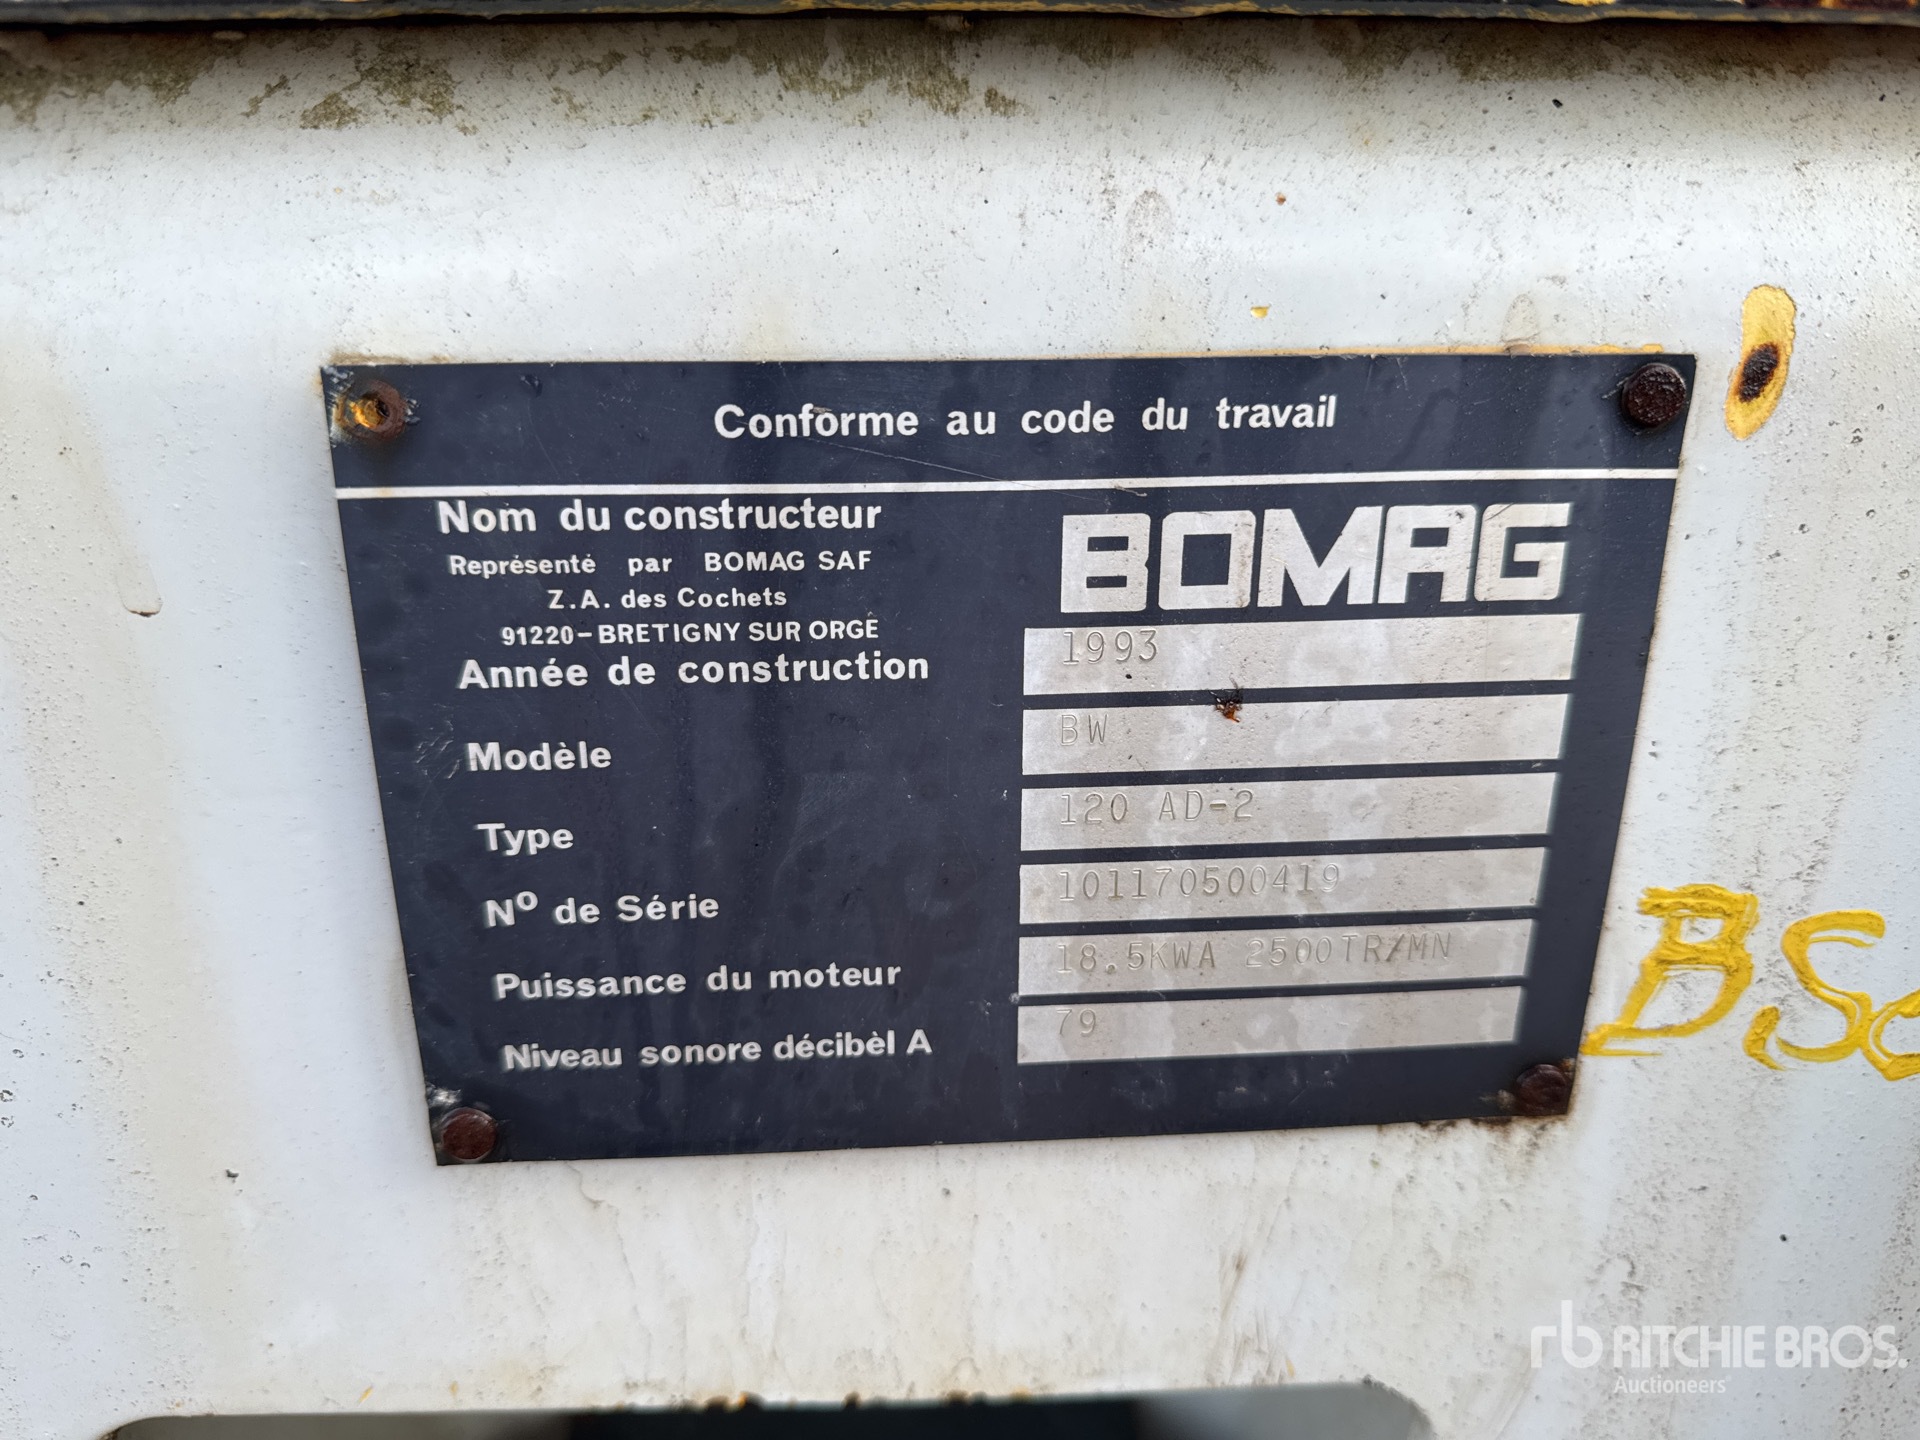 Conforme au code du travail
Nom du constructeur BOMAG
Représenté par BOMAG SAF
Z.A. des Cochets
91220-BRETIGNY SUR ORGE
Année de construction 1993
Modèle BW
Type 120 AD-2
Nº de Série 101170500419
Puissance du moteur 18.5KWA 2500TR/MN
Niveau sonore décibèl A 79
rb RITCHIE BROS.
Auctioneers